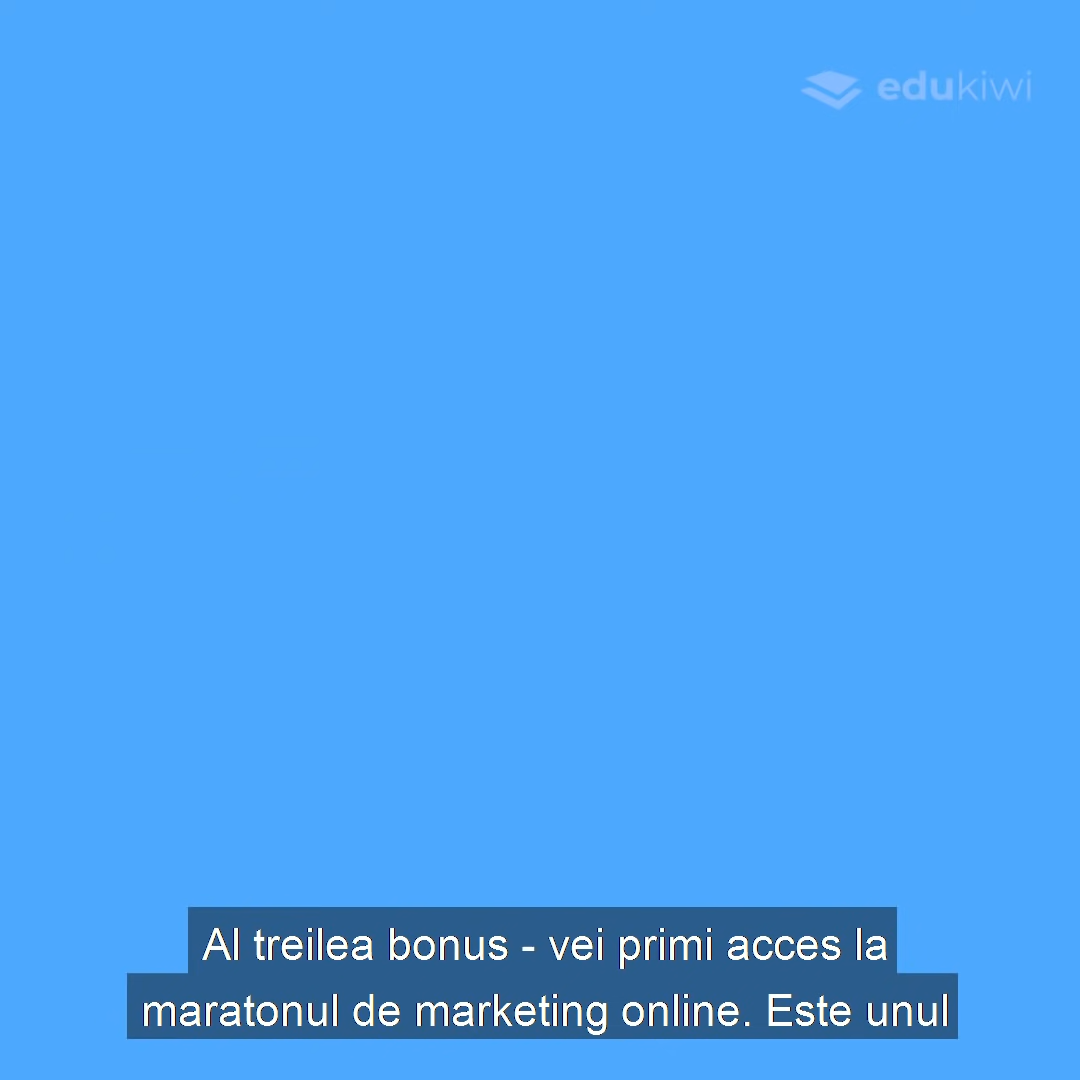 edukiwi
Al treilea bonus - vei primi acces la
maratonul de marketing online. Este unul